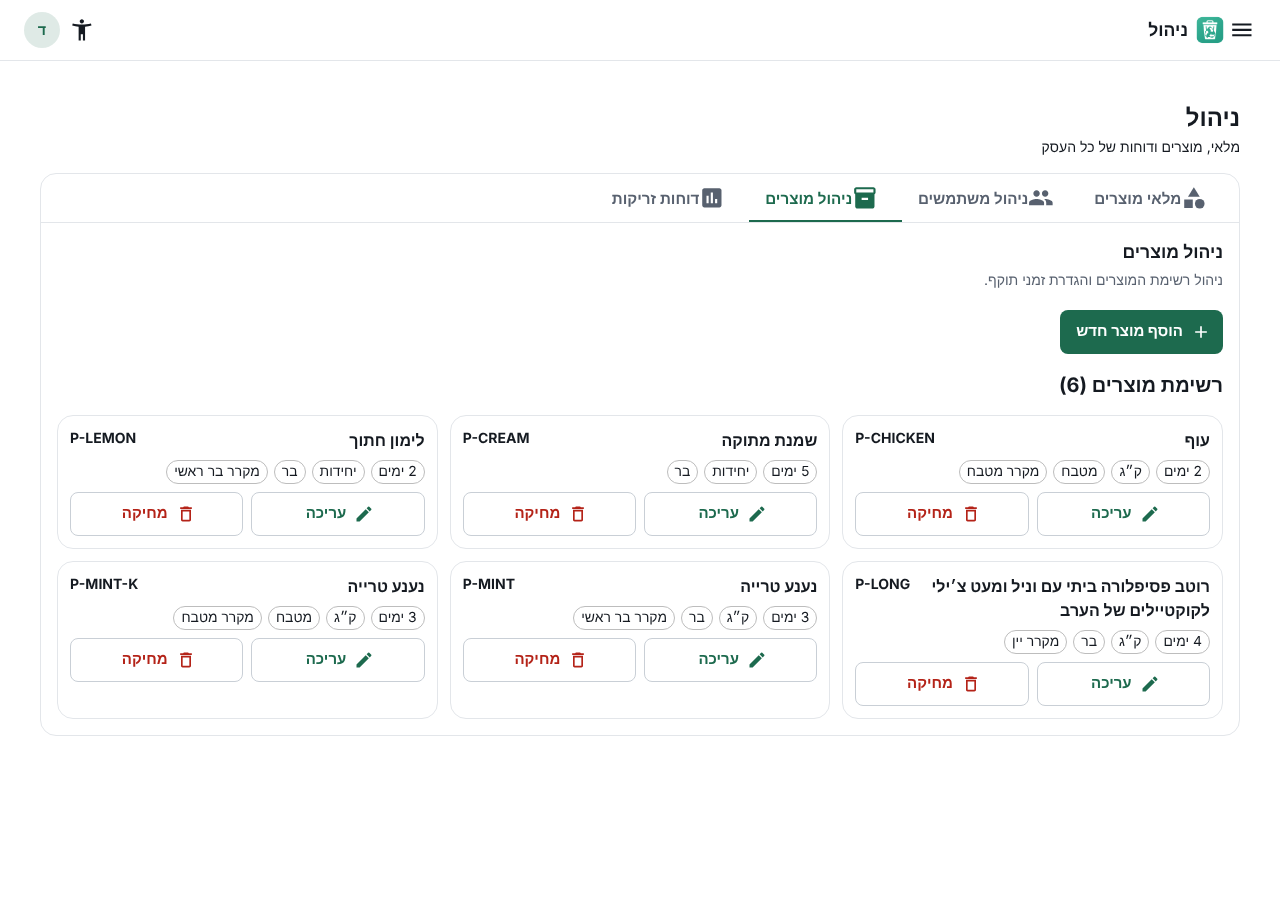 ניהול
ד
ניהול
מלאי, מוצרים ודוחות של כל העסק
מלאי מוצרים
ניהול משתמשים
ניהול מוצרים
דוחות זריקות
ניהול מוצרים
ניהול רשימת המוצרים והגדרת זמני תוקף.
הוסף מוצר חדש
רשימת מוצרים (6)
עוף
P-CHICKEN
2 ימים
ק״ג
מטבח
מקרר מטבח
עריכה
מחיקה
שמנת מתוקה
P-CREAM
5 ימים
יחידות
בר
עריכה
מחיקה
לימון חתוך
P-LEMON
2 ימים
יחידות
בר
מקרר בר ראשי
עריכה
מחיקה
רוטב פסיפלורה ביתי עם וניל ומעט צ׳ילי
לקוקטיילים של הערב
P-LONG
4 ימים
ק״ג
בר
מקרר יין
עריכה
מחיקה
נענע טרייה
P-MINT
3 ימים
ק״ג
בר
מקרר בר ראשי
עריכה
מחיקה
נענע טרייה
P-MINT-K
3 ימים
ק״ג
מטבח
מקרר מטבח
עריכה
מחיקה